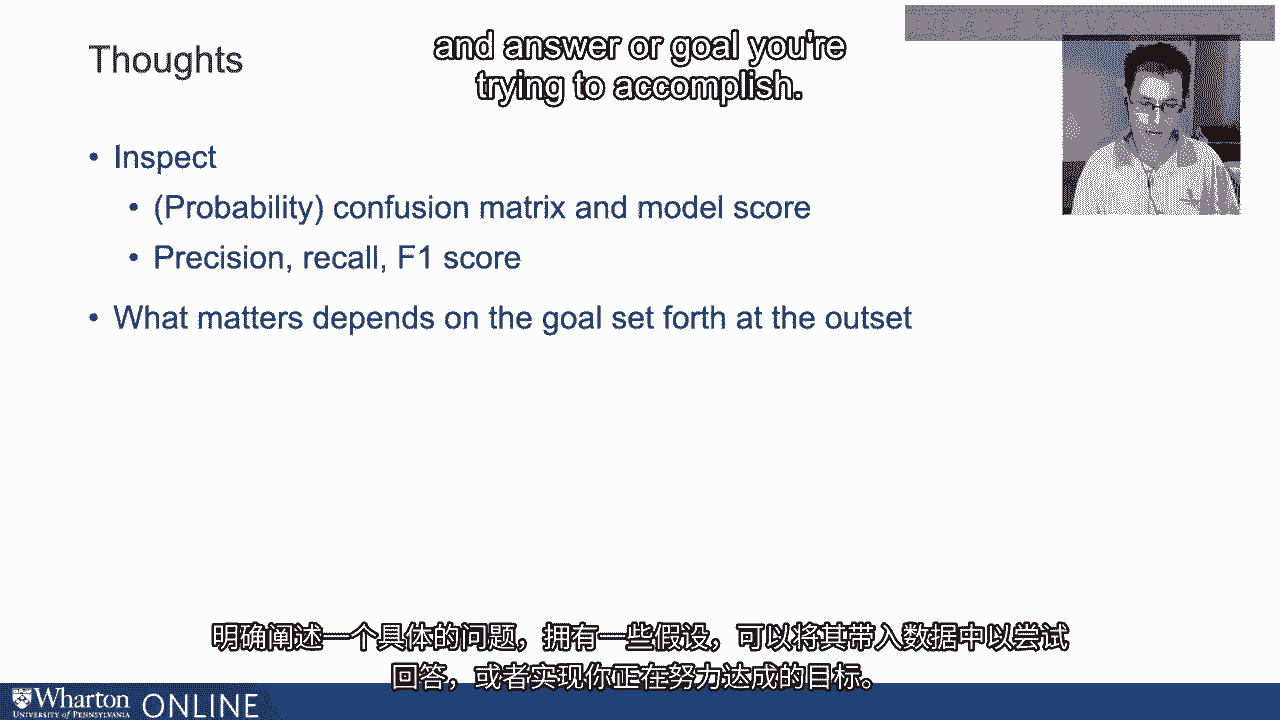 Thoughts
and answer or goal you're
trying to accomplish.
• Inspect
• (Probability) confusion matrix and model score
• Precision, recall, F1 score
• What matters depends on the goal set forth at the outset
明确阐述一个具体的问题，拥有一些假设，可以将其带入数据中以尝试
回答，或者实现你正在努力达成的目标。
Wharton ONLINE
UNIVERSITY of PENNSYLVANIA